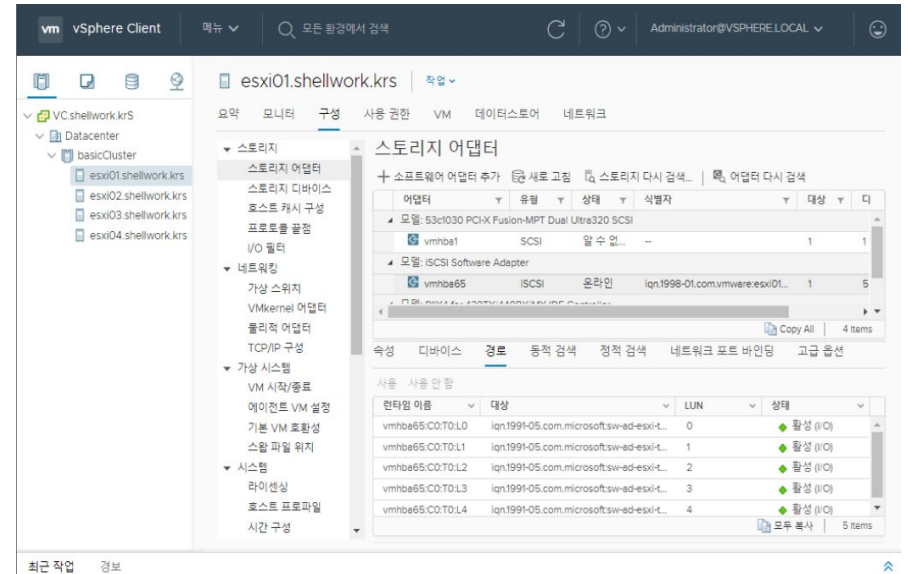 vm vSphere Client 메뉴 모든 환경에서 검색 Administrator@VSPHERE.LOCAL
VC.shellwork.krS
Datacenter
basicCluster
esxi01.shellwork.krs
esxi02.shellwork.krs
esxi03.shellwork.krs
esxi04.shellwork.krs
esxi01.shellwork.krs 작업
요약 모니터 구성 사용 권한 VM 데이터스토어 네트워크
스토리지
스토리지 어댑터
스토리지 디바이스
호스트 캐시 구성
프로토콜 끝점
I/O 필터
네트워킹
가상 스위치
VMkernel 어댑터
물리적 어댑터
TCP/IP 구성
가상 시스템
VM 시작/종료
에이전트 VM 설정
기본 VM 호환성
스왑 파일 위치
시스템
라이센싱
호스트 프로파일
시간 구성
스토리지 어댑터
소프트웨어 어댑터 추가 새로 고침 스토리지 다시 검색... 어댑터 다시 검색
어댑터 유형 상태 식별자 대상 디
모델: 53c1030 PCI-X Fusion-MPT Dual Ultra320 SCSI
vmhba1 SCSI 알 수 없... – 1 1
모델: iSCSI Software Adapter
vmhba65 iSCSI 온라인 iqn.1998-01.com.vmware:esxi01... 1 5
Copy All 4 items
속성 디바이스 경로 동적 검색 정적 검색 네트워크 포트 바인딩 고급 옵션
사용 사용 안 함
런타임 이름 대상 LUN 상태
vmhba65:C0:T0:L0 iqn.1991-05.com.microsoft:sw-ad-esxi-t... 0 활성 (I/O)
vmhba65:C0:T0:L1 iqn.1991-05.com.microsoft:sw-ad-esxi-t... 1 활성 (I/O)
vmhba65:C0:T0:L2 iqn.1991-05.com.microsoft:sw-ad-esxi-t... 2 활성 (I/O)
vmhba65:C0:T0:L3 iqn.1991-05.com.microsoft:sw-ad-esxi-t... 3 활성 (I/O)
vmhba65:C0:T0:L4 iqn.1991-05.com.microsoft:sw-ad-esxi-t... 4 활성 (I/O)
모두 복사 5 items
최근 작업 경보